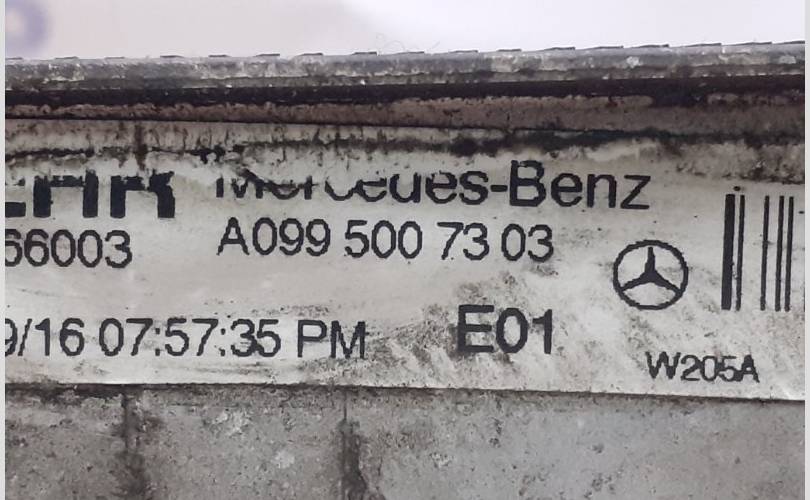 Mercedes-Benz
66003 A099 500 73 03
9/16 07:57:35 PM E01
W205A